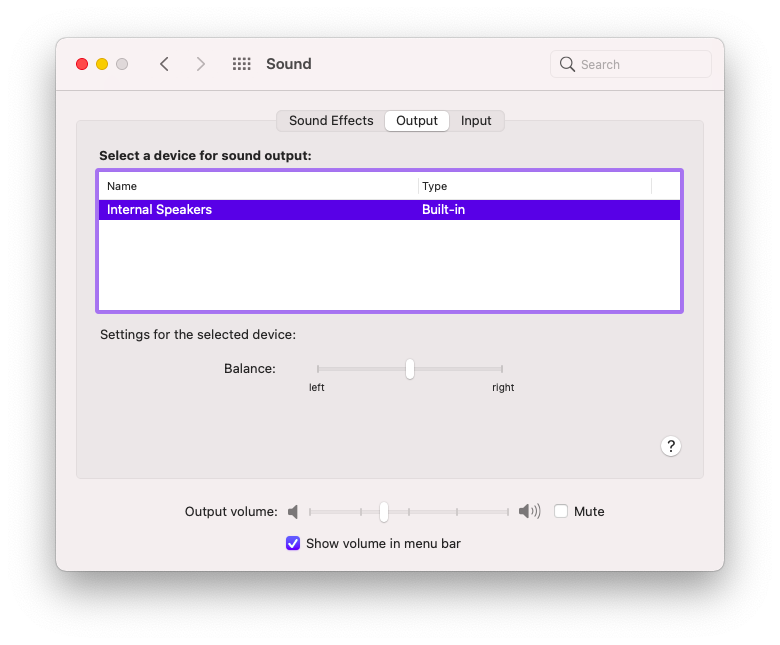 Sound
Search
Sound Effects
Output
Input
Select a device for sound output:
Name Type
Internal Speakers Built-in
Settings for the selected device:
Balance:
left right
?
Output volume: Mute
Show volume in menu bar